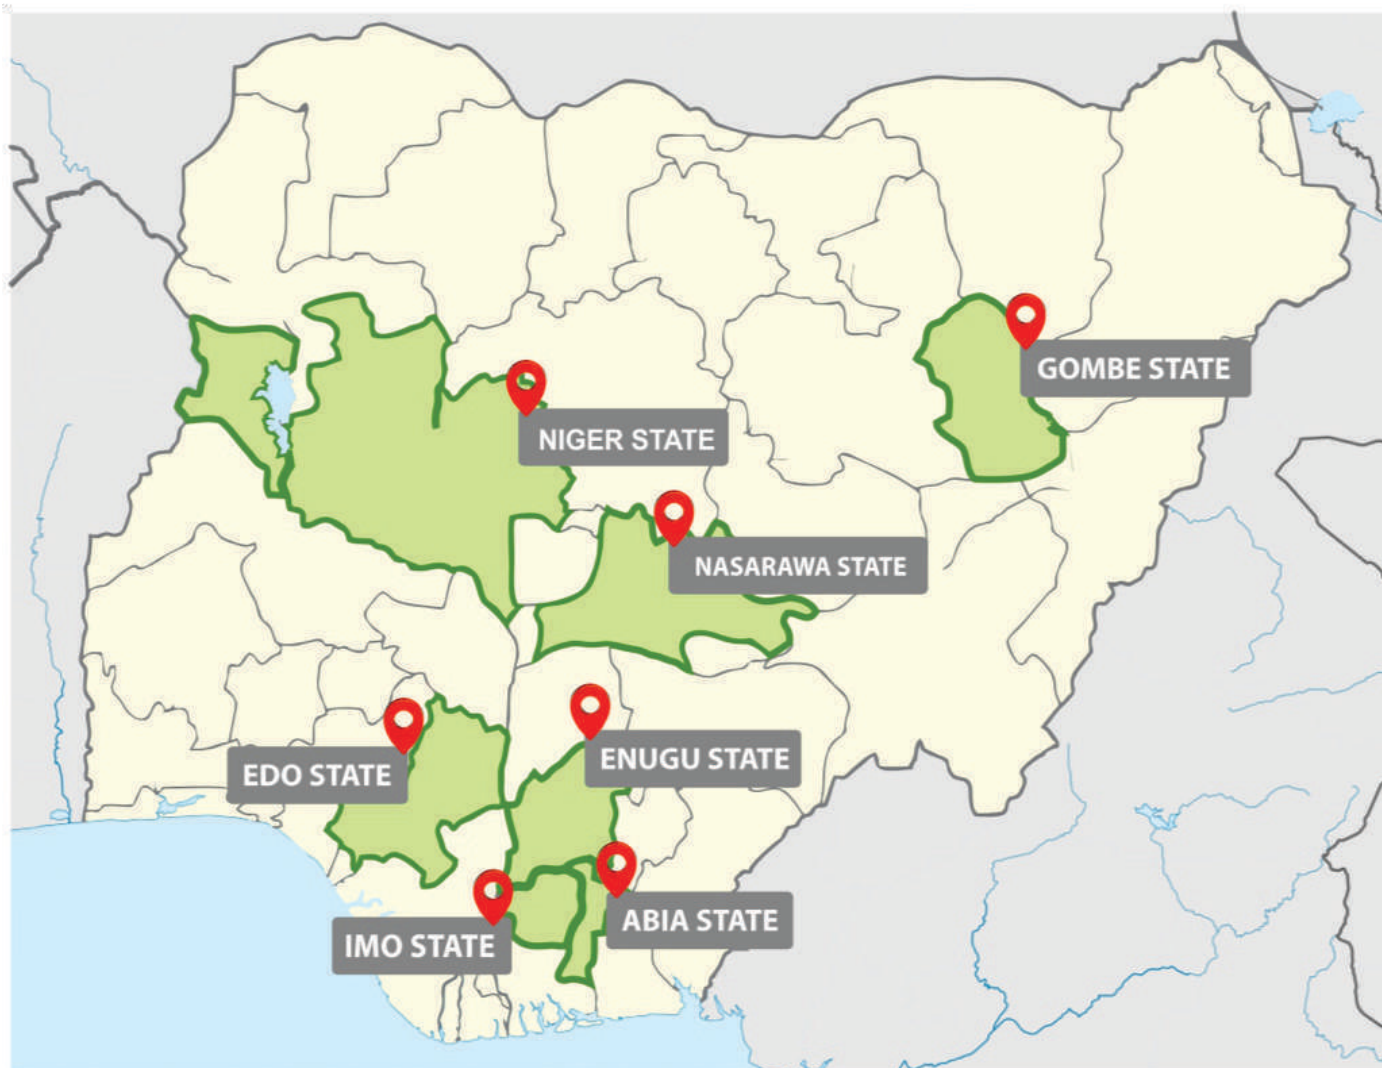 GOMBE STATE
NIGER STATE
NASARAWA STATE
EDO STATE
ENUGU STATE
IMO STATE
ABIA STATE